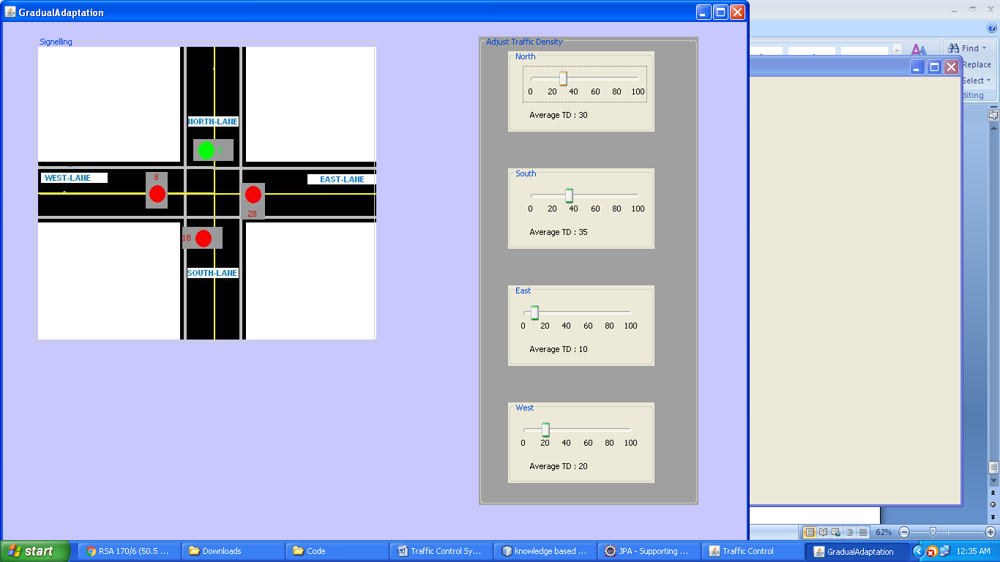 GradualAdaptation
Signelling
NORTH-LANE
8
WEST-LANE
8
EAST-LANE
28
18
SOUTH-LANE
Adjust Traffic Density
North
0 20 40 60 80 100
Average TD : 30
South
0 20 40 60 80 100
Average TD : 35
East
0 20 40 60 80 100
Average TD : 10
West
0 20 40 60 80 100
Average TD : 20
Find
Replace
Select
diting
62%
start
RSA 170/6 (50.5 ...
Downloads
Code
Traffic Control Sy...
knowledge based ...
JPA - Supporting ...
Traffic Control
GradualAdaptation
12:35 AM